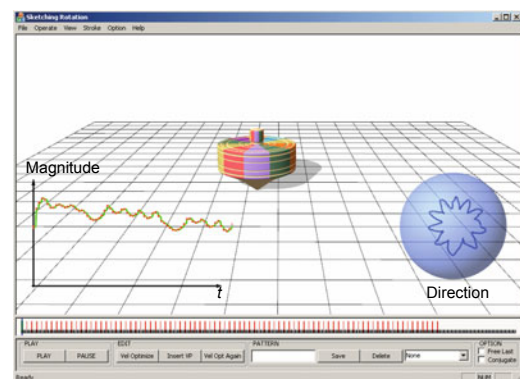 Sketching Rotation
File Operate View Stroke Option Help
Magnitude
t
Direction
PLAY EDIT PATTERN OPTION
PLAY PAUSE Vel Optimize Insert VP Vel Opt Again Save Delete None Free Last
Conjugate
Ready NUM